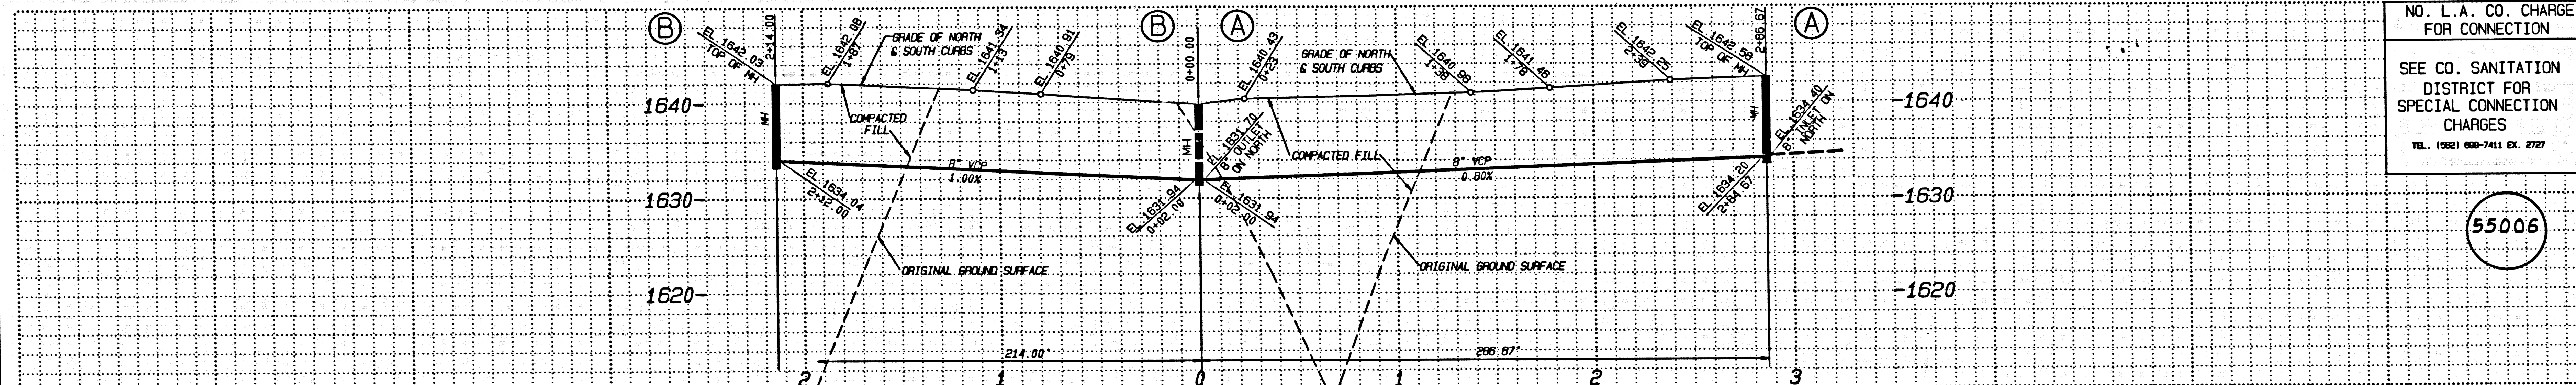 B
EL. 1642.03
TOP OF MH
2+14.00
EL. 1642.08
1+87
GRADE OF NORTH
& SOUTH CURBS
EL. 1641.34
1+13
EL. 1640.91
0+79
B
0+00.00
A
EL. 1640.43
0+23
GRADE OF NORTH
& SOUTH CURBS
EL. 1640.98
1+38
EL. 1641.46
1+78
EL. 1642.25
2+39
EL. 1642.58
TOP OF MH
2+86.67
A
NO. L.A. CO. CHARGE
FOR CONNECTION
SEE CO. SANITATION
DISTRICT FOR
SPECIAL CONNECTION
CHARGES
TEL. (562) 699-7411 EX. 2727
55006
1640
MH
COMPACTED
FILL
MH
EL. 1631.70
8" OUTLET
ON NORTH
COMPACTED FILL
MH
EL. 1634.40
8" INLET ON
NORTH
1640
8" VCP
1.00%
8" VCP
0.80%
1630
EL. 1634.04
2+12.00
EL. 1631.94
0+02.00
EL. 1631.94
0+02.00
EL. 1634.20
2+84.67
1630
ORIGINAL GROUND SURFACE
ORIGINAL GROUND SURFACE
1620
1620
214.00'
286.67'
2
1
0
1
2
3